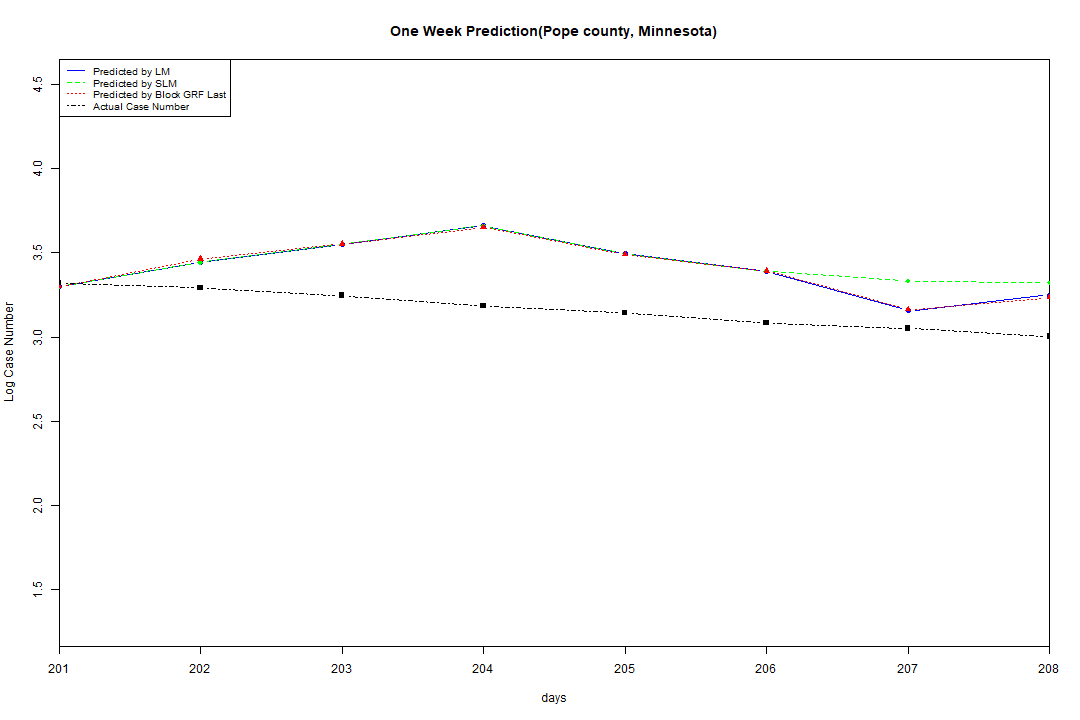 One Week Prediction(Pope county, Minnesota)
Predicted by LM
Predicted by SLM
Predicted by Block GRF Last
Actual Case Number
4.5
4.0
3.5
3.0
2.5
2.0
1.5
Log Case Number
201 202 203 204 205 206 207 208
days